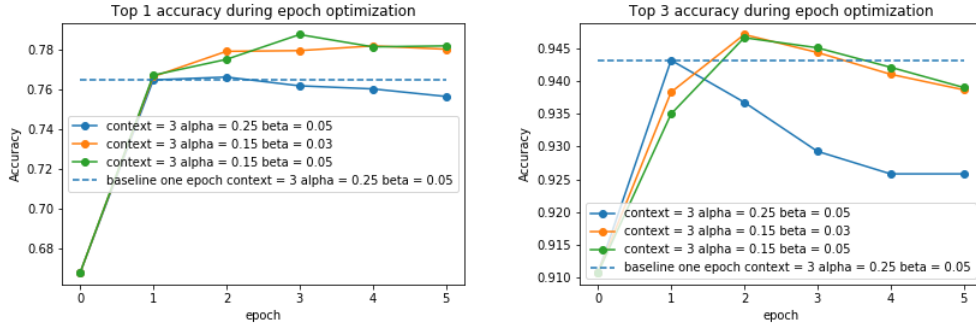 Top 1 accuracy during epoch optimization
0.78
0.76
0.74
0.72
0.70
0.68
Accuracy
context = 3 alpha = 0.25 beta = 0.05
context = 3 alpha = 0.15 beta = 0.03
context = 3 alpha = 0.15 beta = 0.05
baseline one epoch context = 3 alpha = 0.25 beta = 0.05
0 1 2 3 4 5
epoch
Top 3 accuracy during epoch optimization
0.945
0.940
0.935
0.930
0.925
0.920
0.915
0.910
Accuracy
context = 3 alpha = 0.25 beta = 0.05
context = 3 alpha = 0.15 beta = 0.03
context = 3 alpha = 0.15 beta = 0.05
baseline one epoch context = 3 alpha = 0.25 beta = 0.05
0 1 2 3 4 5
epoch